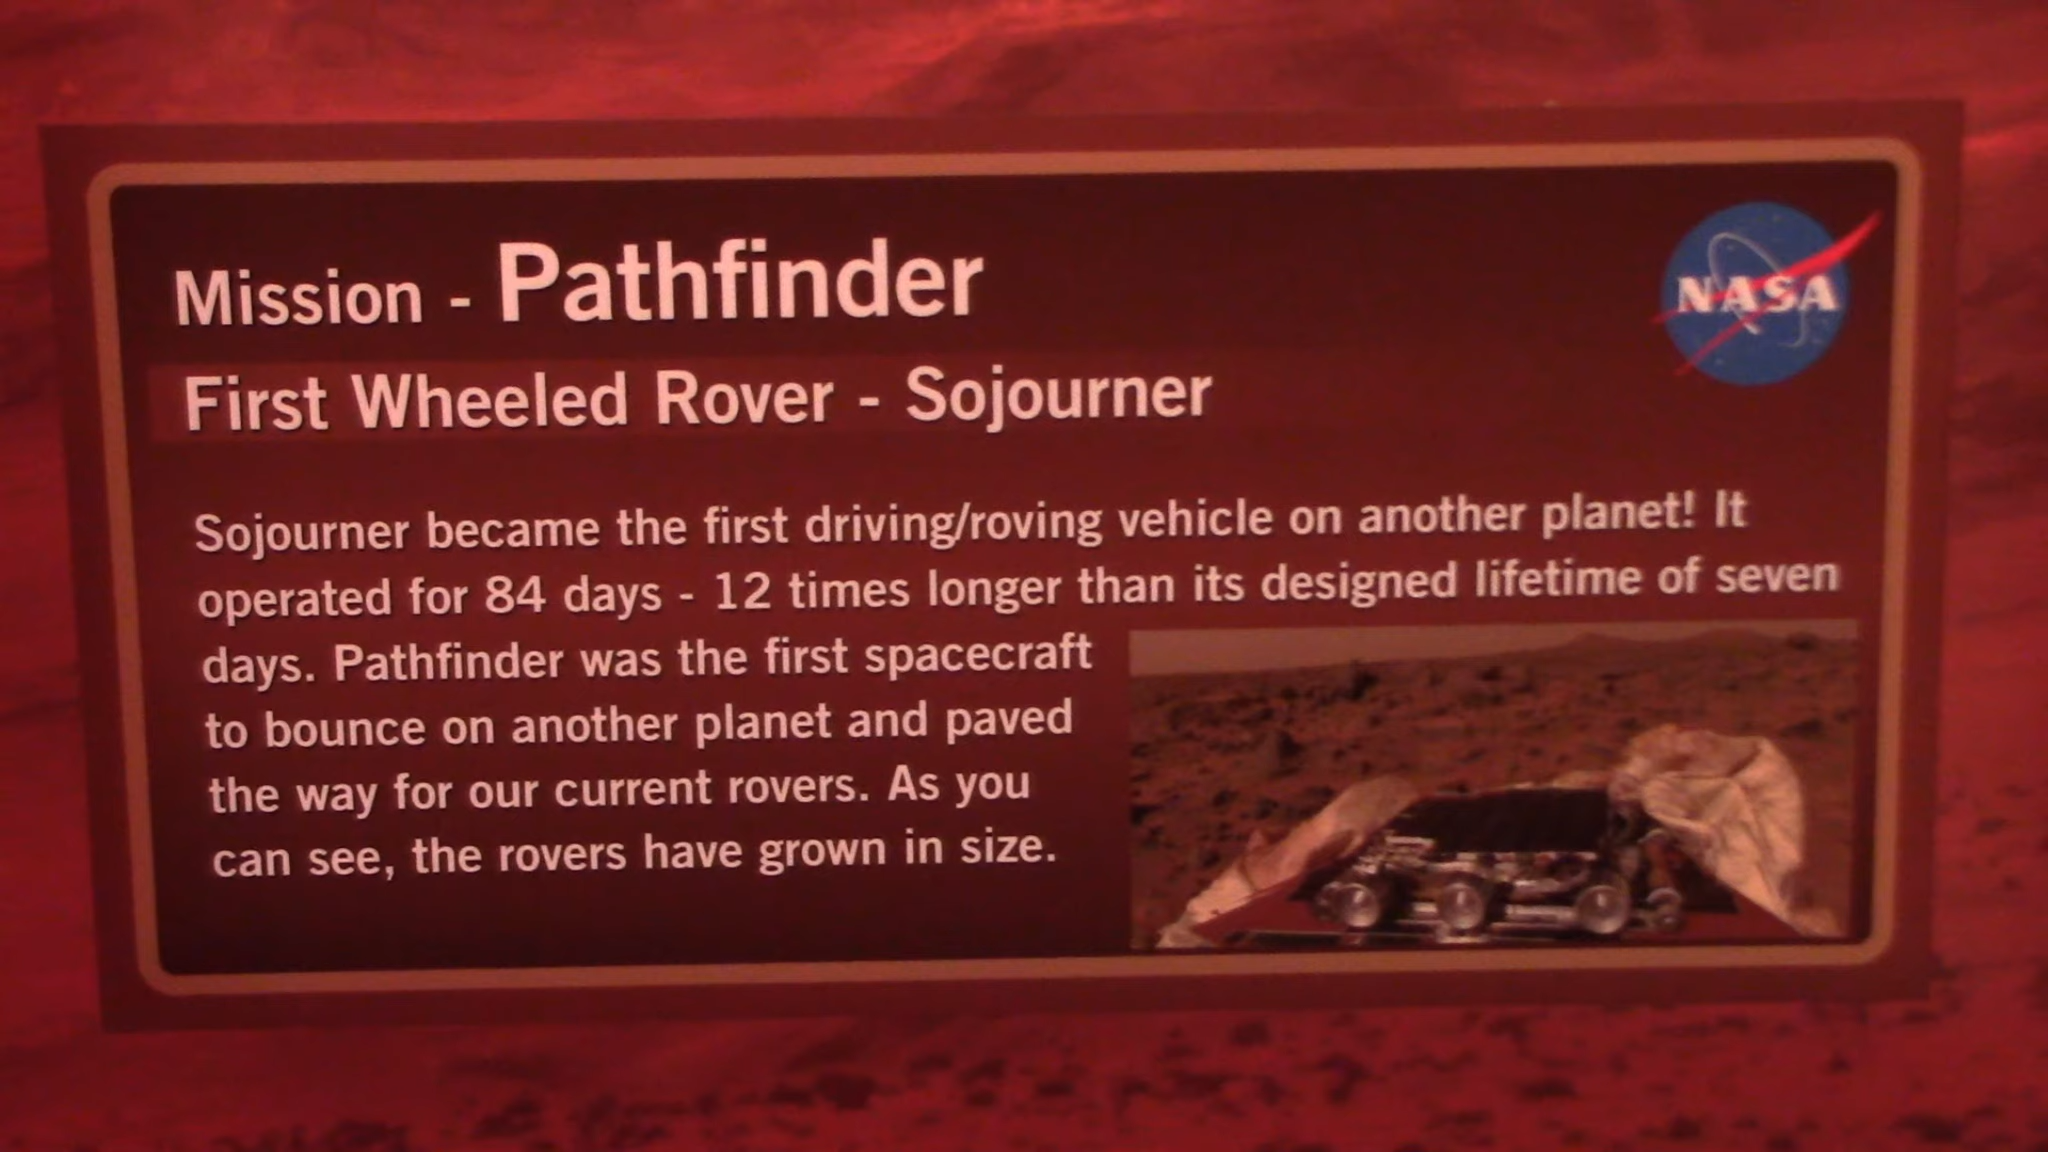 Mission - Pathfinder
NASA
First Wheeled Rover - Sojourner
Sojourner became the first driving/roving vehicle on another planet! It
operated for 84 days - 12 times longer than its designed lifetime of seven
days. Pathfinder was the first spacecraft
to bounce on another planet and paved
the way for our current rovers. As you
can see, the rovers have grown in size.